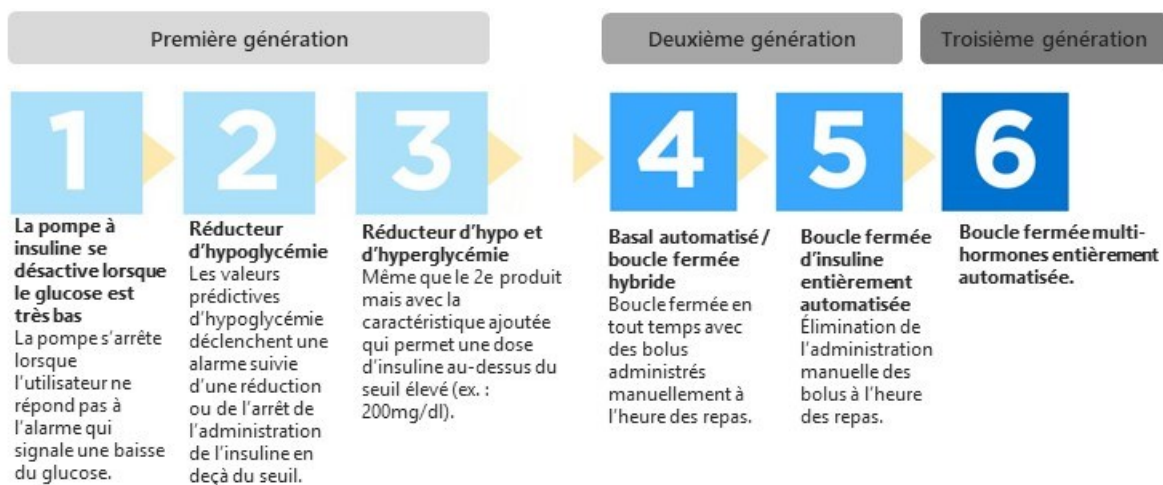 Première génération
Deuxième génération
Troisième génération
1
2
3
4
5
6
La pompe à
insuline se
désactive lorsque
le glucose est
très bas
La pompe s'arrête
lorsque
l'utilisateur ne
répond pas à
l'alarme qui
signale une baisse
du glucose.
Réducteur
d'hypoglycémie
Les valeurs
prédictives
d'hypoglycémie
déclenchent une
alarme suivie
d'une réduction
ou de l'arrêt de
l'administration
de l'insuline en
deçà du seuil.
Réducteur d'hypo et
d'hyperglycémie
Même que le 2e produit
mais avec la
caractéristique ajoutée
qui permet une dose
d'insuline au-dessus du
seuil élevé (ex. :
200mg/dl).
Basal automatisé /
boucle fermée
hybride
Boucle fermée en
tout temps avec
des bolus
administrés
manuellement à
l'heure des repas.
Boucle fermée
d'insuline
entièrement
automatisée
Élimination de
l'administration
manuelle des
bolus à l'heure
des repas.
Boucle fermée multi-
hormones entièrement
automatisée.